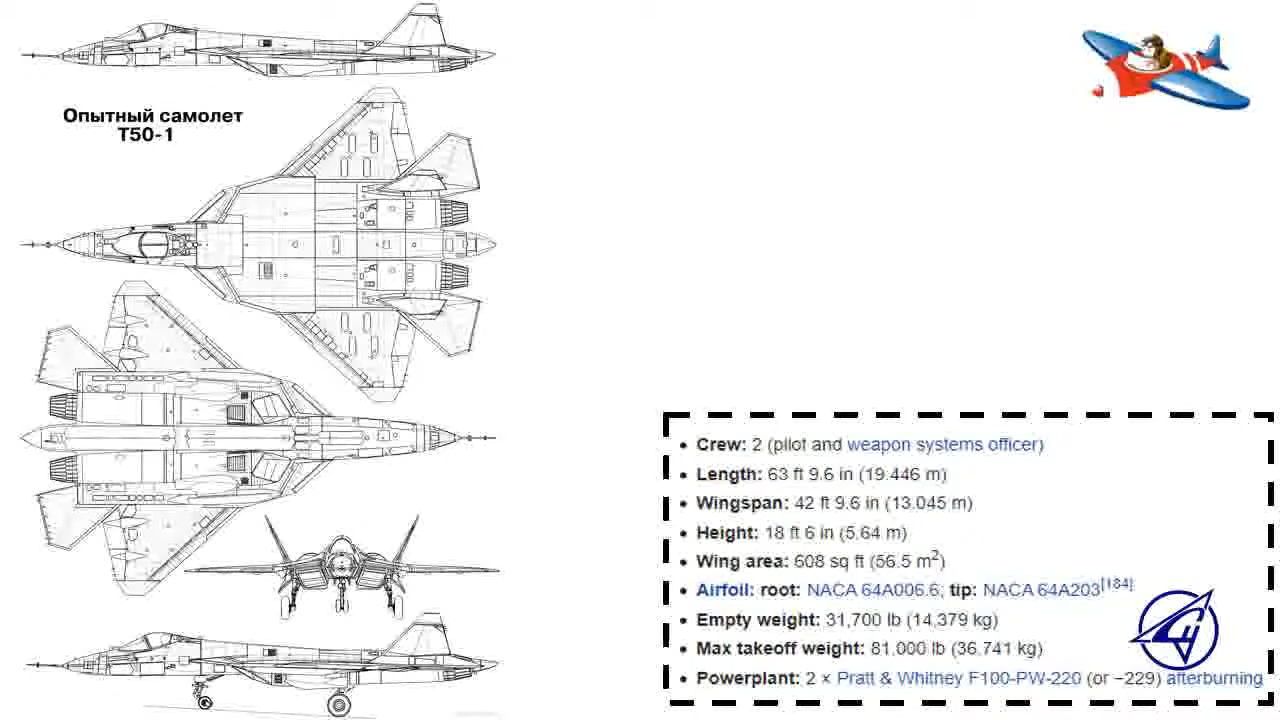 Опытный самолет
Т50-1
Crew: 2 (pilot and weapon systems officer)
Length: 63 ft 9.6 in (19.446 m)
Wingspan: 42 ft 9.6 in (13.045 m)
Height: 18 ft 6 in (5.64 m)
Wing area: 608 sq ft (56.5 m²)
Airfoil: root: NACA 64A006.6; tip: NACA 64A203[184]
Empty weight: 31,700 lb (14,379 kg)
Max takeoff weight: 81,000 lb (36,741 kg)
Powerplant: 2 × Pratt & Whitney F100-PW-220 (or −229) afterburning